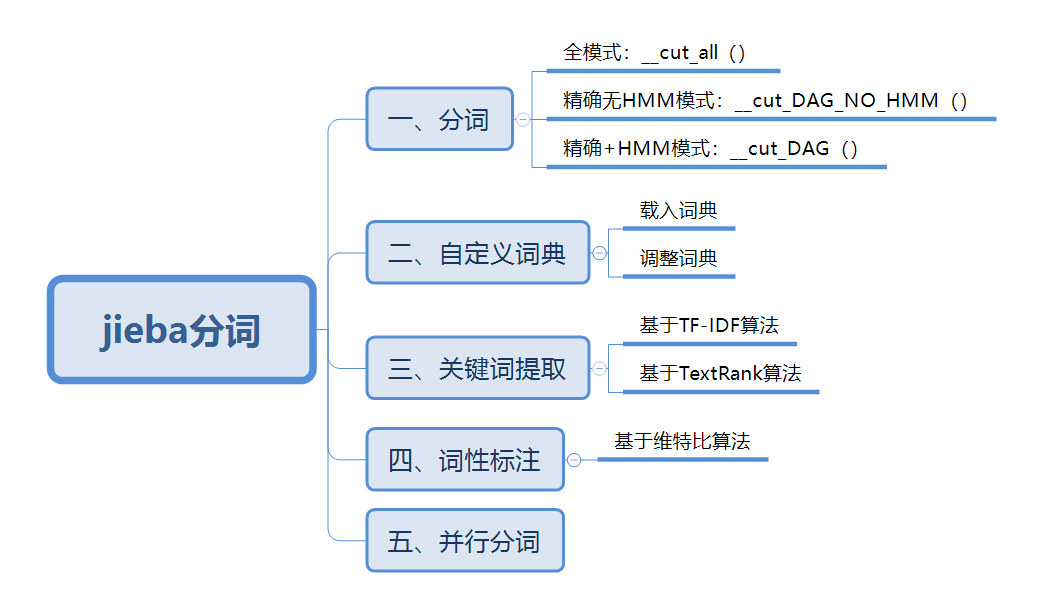 jieba分词
一、分词
全模式：__cut_all（）
精确无HMM模式：__cut_DAG_NO_HMM（）
精确+HMM模式：__cut_DAG（）
二、自定义词典
载入词典
调整词典
三、关键词提取
基于TF-IDF算法
基于TextRank算法
四、词性标注
基于维特比算法
五、并行分词